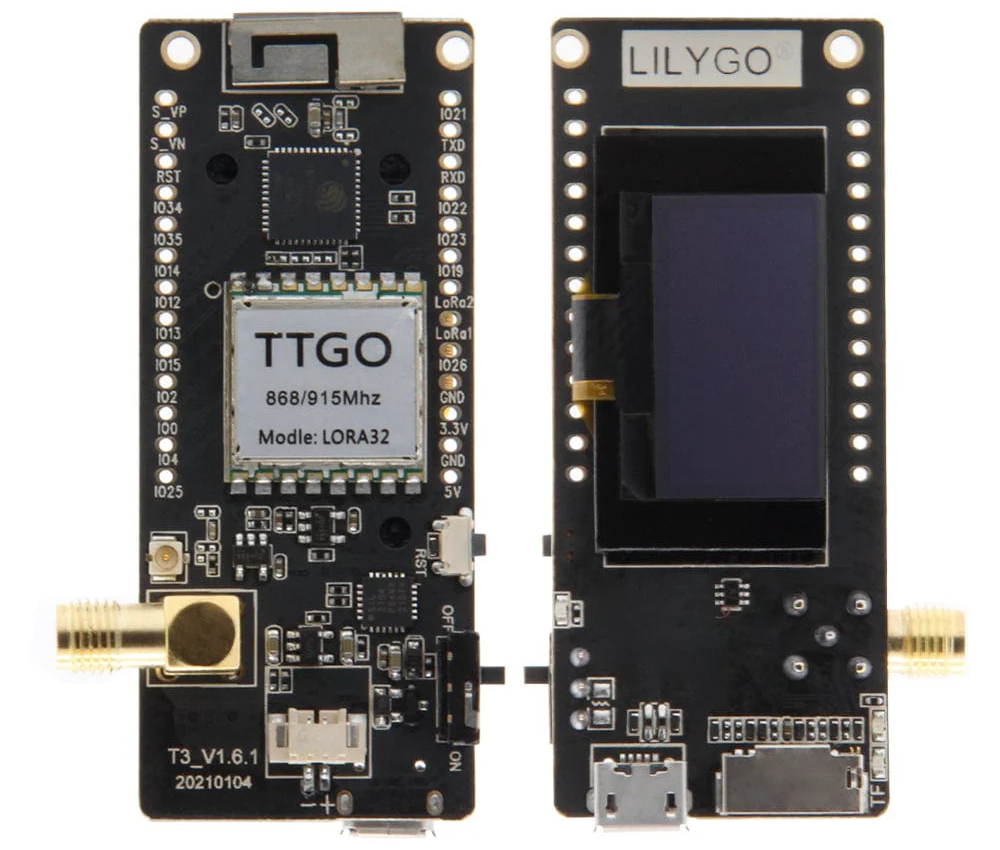 S_VP
S_VN
RST
IO34
IO35
IO14
IO12
IO13
IO15
IO2
IO0
IO4
IO25
IO21
TXD
RXD
IO22
IO23
IO19
LoRa2
LoRa1
IO26
GND
3.3V
GND
5V
TTGO
868/915Mhz
Modle: LORA32
RST
OFF
ON
T3_V1.6.1
20210104
- +
LILYGO®
TF